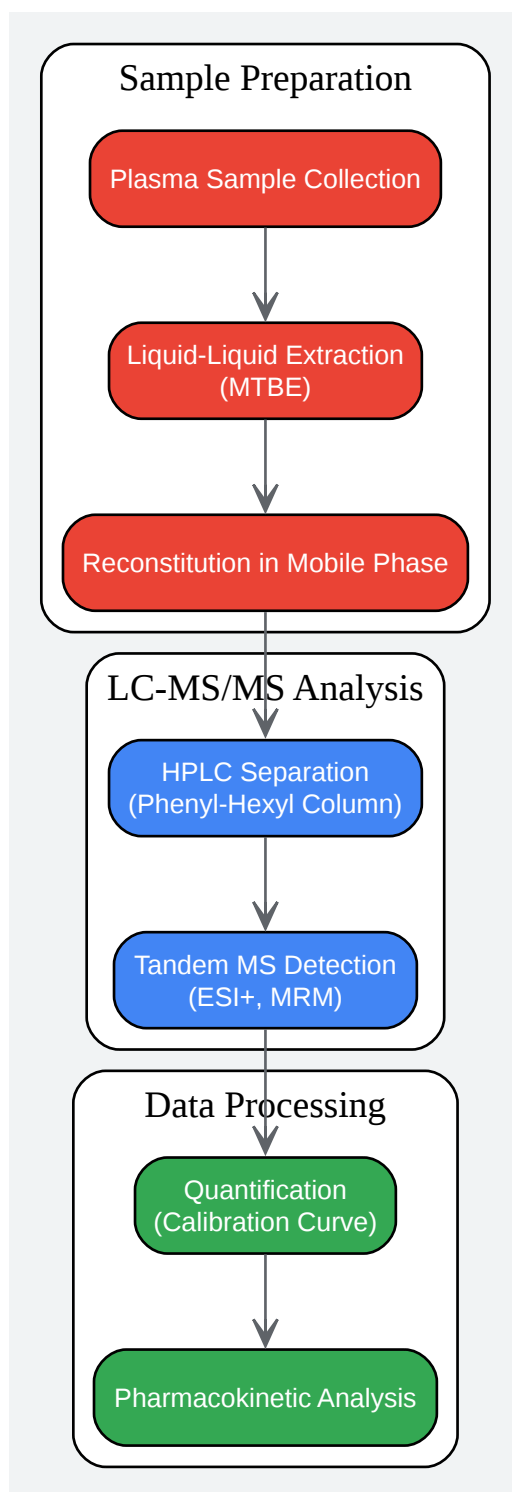 Sample Preparation
Plasma Sample Collection
Liquid-Liquid Extraction
(MTBE)
Reconstitution in Mobile Phase
LC-MS/MS Analysis
HPLC Separation
(Phenyl-Hexyl Column)
Tandem MS Detection
(ESI+, MRM)
Data Processing
Quantification
(Calibration Curve)
Pharmacokinetic Analysis